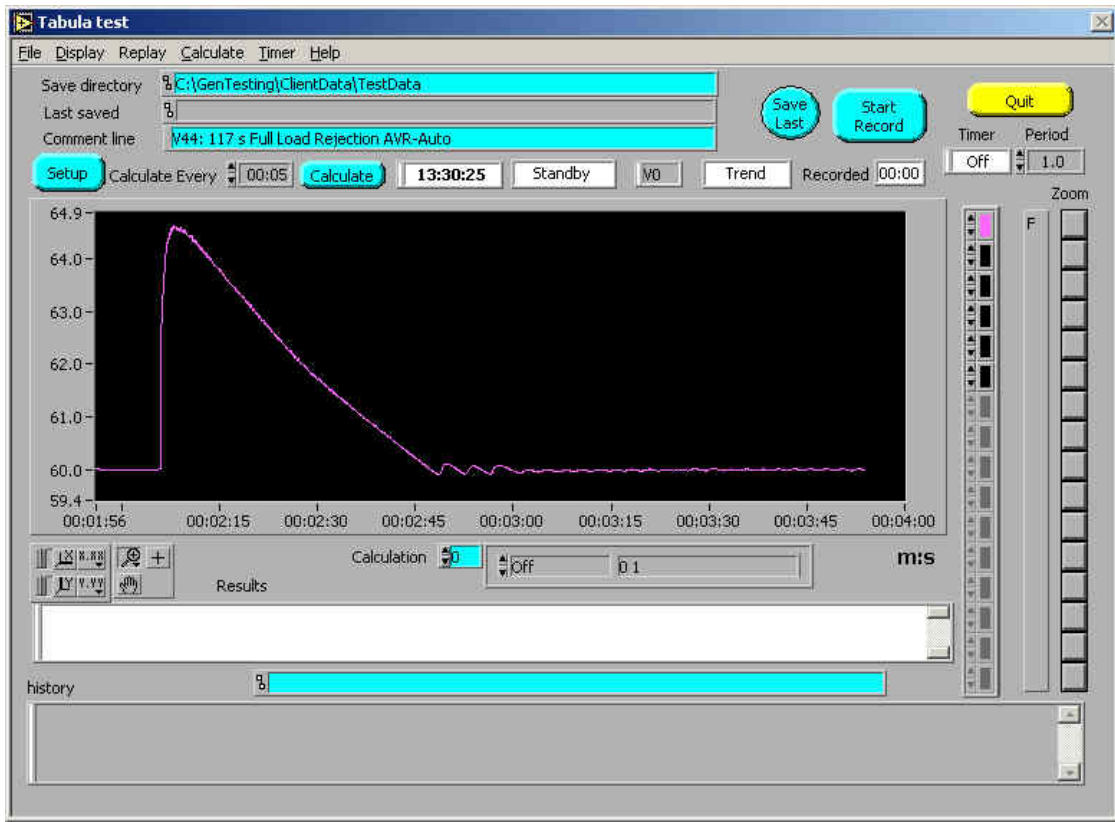 Tabula test
File Display Replay Calculate Timer Help
Save directory C:\GenTesting\ClientData\TestData
Last saved
Comment line V44: 117 s Full Load Rejection AVR-Auto
Save Last
Start Record
Quit
Timer Period
Off 1.0
Setup Calculate Every 00:05 Calculate 13:30:25 Standby V0 Trend Recorded 00:00
Zoom
F
64.9
64.0
63.0
62.0
61.0
60.0
59.4
00:01:56 00:02:15 00:02:30 00:02:45 00:03:00 00:03:15 00:03:30 00:03:45 00:04:00
X X.XX
Y Y.YY
Calculation 0 Off 0 1 m:s
Results
history